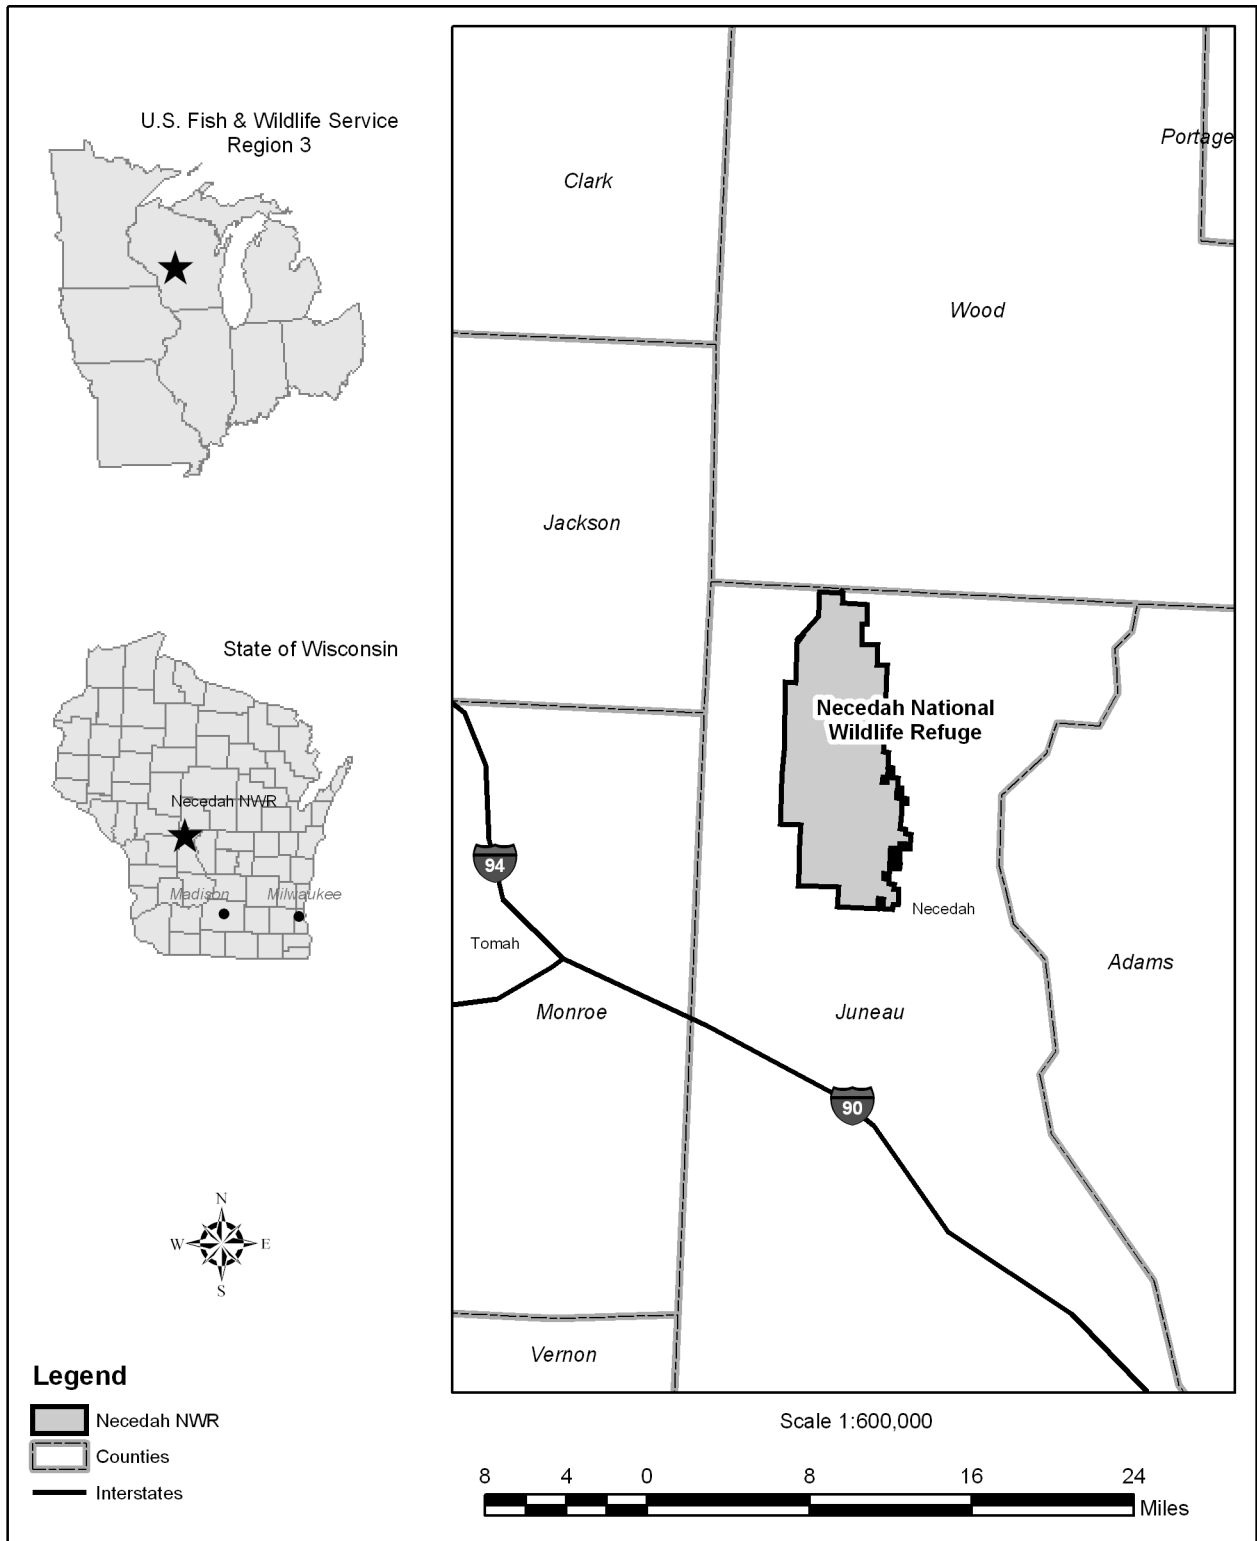 U.S. Fish & Wildlife Service
Region 3
State of Wisconsin
Necedah NWR
Madison
Milwaukee
N
W
E
S
Legend
Necedah NWR
Counties
Interstates
Portage
Clark
Wood
Jackson
Necedah National
Wildlife Refuge
94
Necedah
Tomah
Adams
Monroe
Juneau
90
Vernon
Scale 1:600,000
8 4 0 8 16 24
Miles